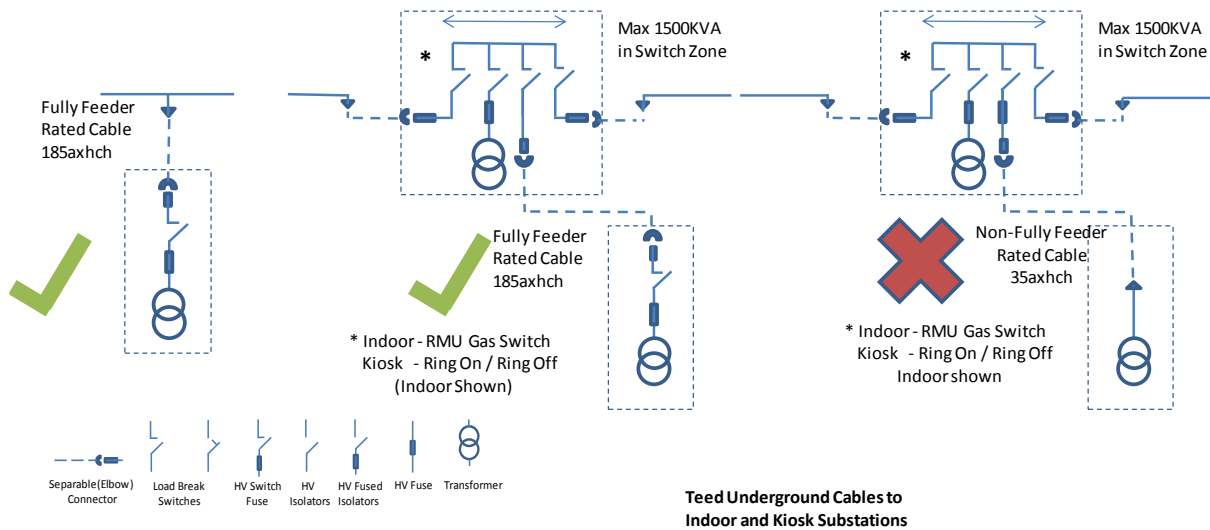 Max 1500KVA
in Switch Zone
Max 1500KVA
in Switch Zone
*
*
Fully Feeder
Rated Cable
185axhch
Fully Feeder
Rated Cable
185axhch
Non-Fully Feeder
Rated Cable
35axhch
* Indoor - RMU Gas Switch
Kiosk - Ring On / Ring Off
(Indoor Shown)
* Indoor - RMU Gas Switch
Kiosk - Ring On / Ring Off
Indoor shown
Separable (Elbow)
Connector
Load Break
Switches
HV Switch
Fuse
HV
Isolators
HV Fused
Isolators
HV Fuse
Transformer
Teed Underground Cables to
Indoor and Kiosk Substations